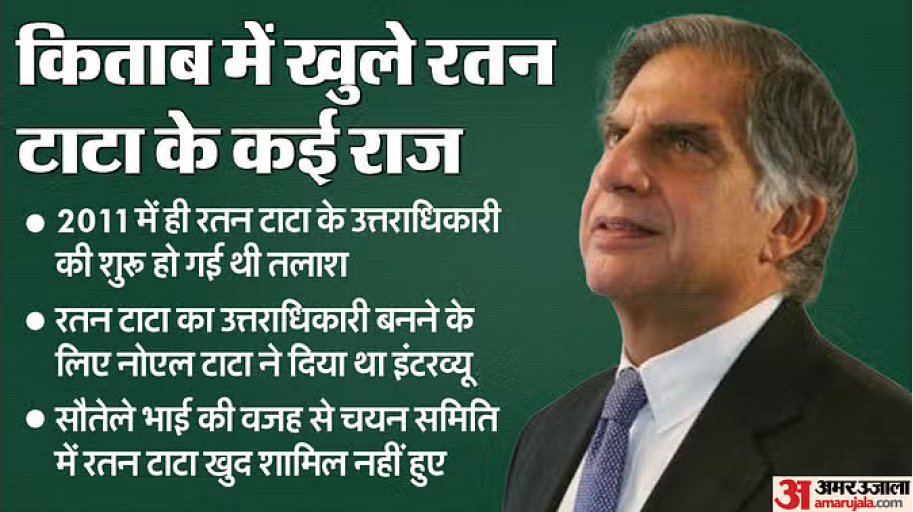 किताब में खुले रतन
टाटा के कई राज
• 2011 में ही रतन टाटा के उत्तराधिकारी
की शुरू हो गई थी तलाश
• रतन टाटा का उत्तराधिकारी बनने के
लिए नोएल टाटा ने दिया था इंटरव्यू
• सौतेले भाई की वजह से चयन समिति
में रतन टाटा खुद शामिल नहीं हुए
अ अमर उजाला
amarujala.com